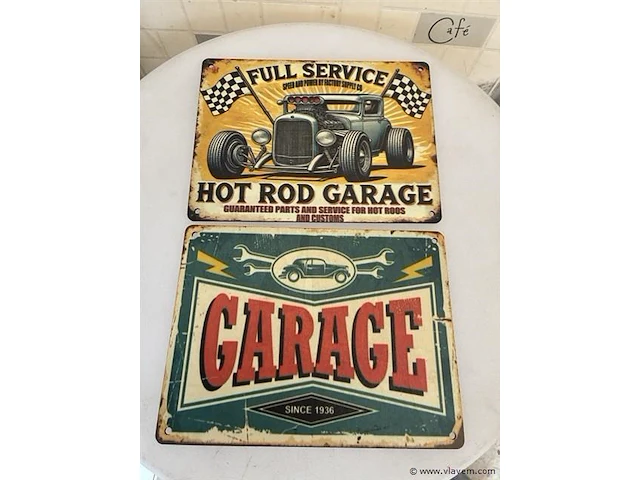 Café
FULL SERVICE
SPEED AND POWER BY FACTORY SUPPLY CO
HOT ROD GARAGE
GUARANTEED PARTS AND SERVICE FOR HOT RODS
AND CUSTOMS
GARAGE
SINCE 1936
© www.vlavem.com